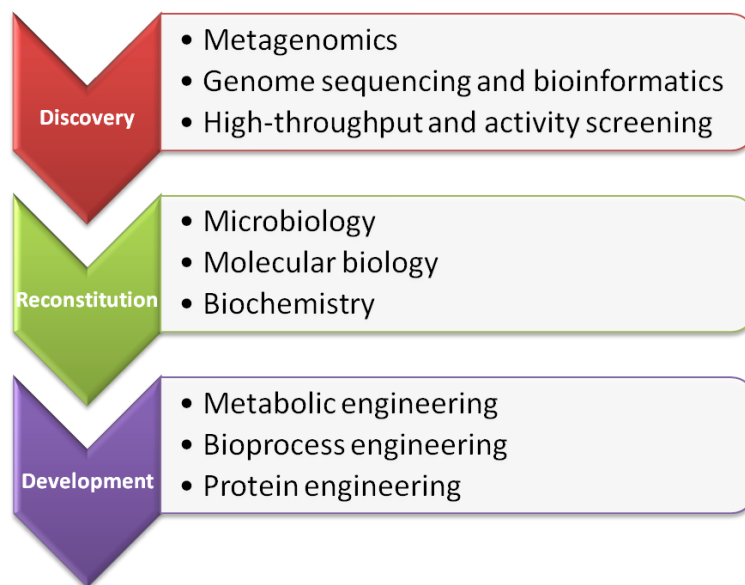 Discovery
• Metagenomics
• Genome sequencing and bioinformatics
• High-throughput and activity screening
Reconstitution
• Microbiology
• Molecular biology
• Biochemistry
Development
• Metabolic engineering
• Bioprocess engineering
• Protein engineering